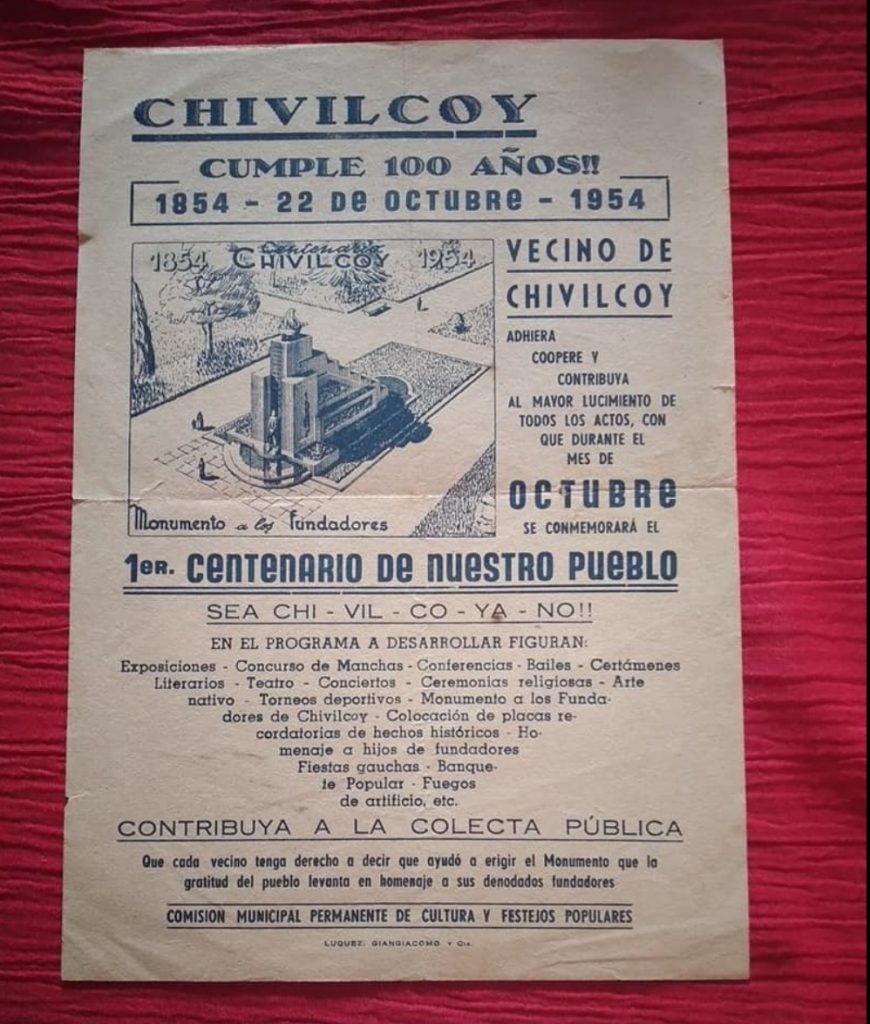 CHIVILCOY
CUMPLE 100 AÑOS!!
1854 - 22 DE OCTUBRE - 1954
1854 Centenario CHIVILCOY 1954
Monumento a los fundadores
VECINO DE
CHIVILCOY
ADHIERA
COOPERE Y
CONTRIBUYA
AL MAYOR LUCIMIENTO DE
TODOS LOS ACTOS, CON
QUE DURANTE EL
MES DE
OCTUBRE
SE CONMEMORARÁ EL
1ER. CENTENARIO DE NUESTRO PUEBLO
SEA CHI - VIL - CO - YA - NO!!
EN EL PROGRAMA A DESARROLLAR FIGURAN:
Exposiciones - Concurso de Manchas - Conferencias - Bailes - Certámenes
Literarios - Teatro - Conciertos - Ceremonias religiosas - Arte
nativo - Torneos deportivos - Monumento a los Funda-
dores de Chivilcoy - Colocación de placas re-
cordatorias de hechos históricos - Ho-
menaje a hijos de fundadores
Fiestas gauchas - Banque-
te Popular - Fuegos
de artificio, etc.
CONTRIBUYA A LA COLECTA PÚBLICA
Que cada vecino tenga derecho a decir que ayudó a erigir el Monumento que la
gratitud del pueblo levanta en homenaje a sus denodados fundadores
COMISION MUNICIPAL PERMANENTE DE CULTURA Y FESTEJOS POPULARES
LUQUEZ, GIANGIACOMO Y Cia.